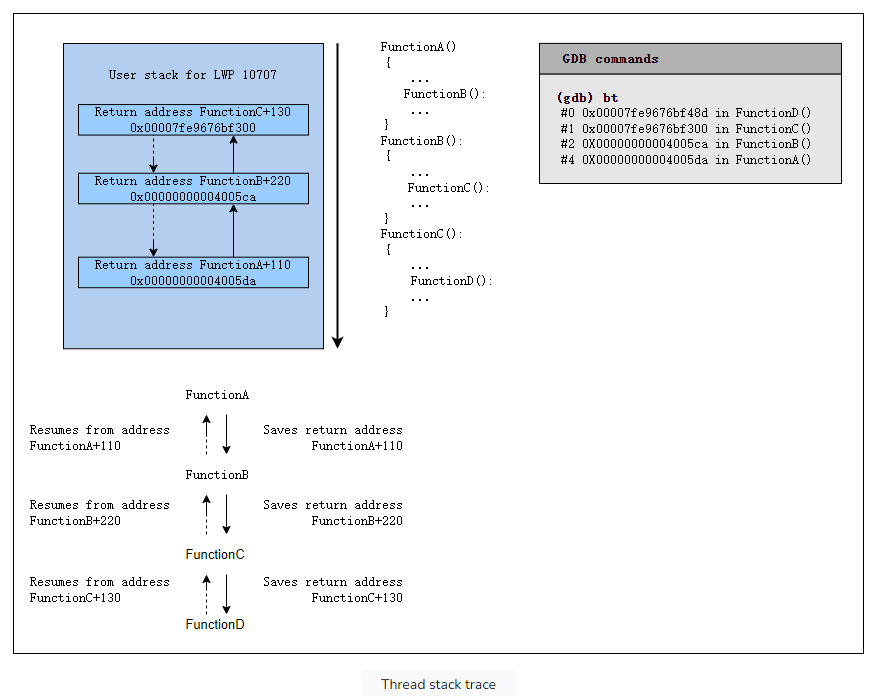 User stack for LWP 10707
Return address FunctionC+130
0x00007fe9676bf300
Return address FunctionB+220
0x00000000004005ca
Return address FunctionA+110
0x00000000004005da
FunctionA()
{
...
FunctionB():
...
}
FunctionB():
{
...
FunctionC():
...
}
FunctionC():
{
...
FunctionD():
...
}
GDB commands
(gdb) bt
#0 0x00007fe9676bf48d in FunctionD()
#1 0x00007fe9676bf300 in FunctionC()
#2 0X00000000004005ca in FunctionB()
#4 0X00000000004005da in FunctionA()
FunctionA
Resumes from address
FunctionA+110
Saves return address
FunctionA+110
FunctionB
Resumes from address
FunctionB+220
Saves return address
FunctionB+220
FunctionC
Resumes from address
FunctionC+130
Saves return address
FunctionC+130
FunctionD
Thread stack trace